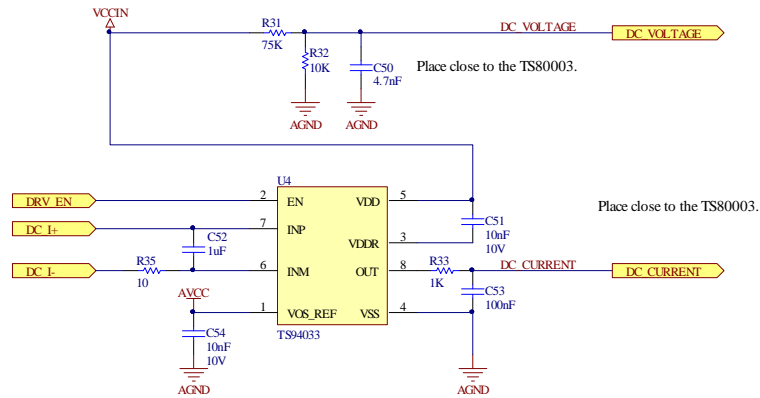 VCCIN
R31
75K
DC_VOLTAGE
DC_VOLTAGE
R32
10K
C50
4.7nF
Place close to the TS80003.
AGND
AGND
U4
DRV_EN
2
EN
VDD
5
DC_I+
7
INP
C51
10nF
10V
Place close to the TS80003.
C52
1uF
VDDR
3
DC_I-
R35
10
6
INM
OUT
8
R33
1K
DC_CURRENT
DC_CURRENT
C53
100nF
AVCC
1
VOS_REF
VSS
4
TS94033
C54
10nF
10V
AGND
AGND